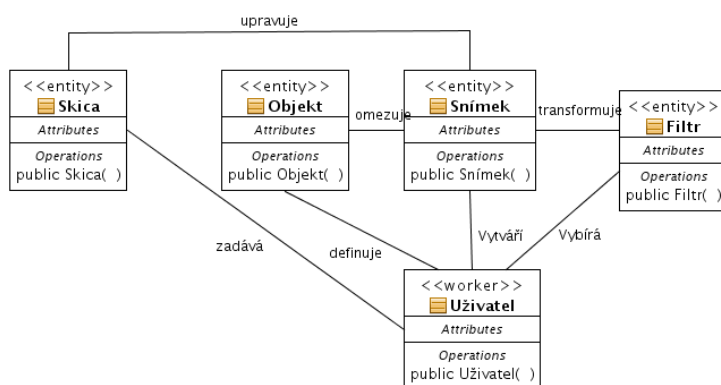 upravuje
<<entity>>
Skica
Attributes
Operations
public Skica( )
<<entity>>
Objekt
Attributes
Operations
public Objekt( )
omezuje
<<entity>>
Snímek
Attributes
Operations
public Snímek( )
transformuje
<<entity>>
Filtr
Attributes
Operations
public Filtr( )
zadává
definuje
Vytváří
Vybírá
<<worker>>
Uživatel
Attributes
Operations
public Uživatel( )